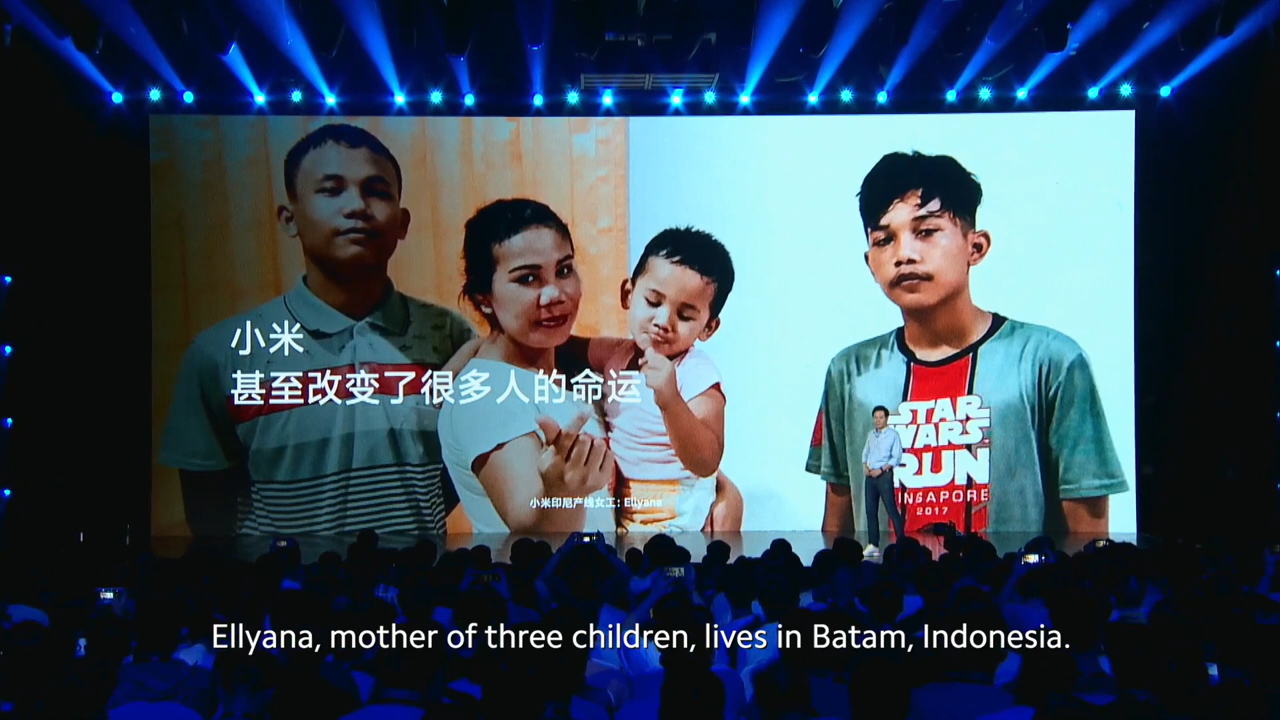 小米
甚至改变了很多人的命运
STAR
WARS
RUN
SINGAPORE
2017
小米印尼产线女工：Ellyana
Ellyana, mother of three children, lives in Batam, Indonesia.